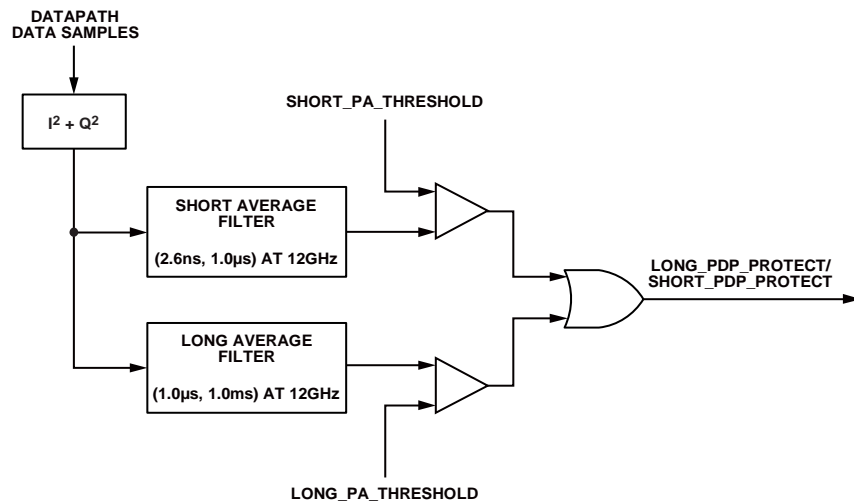 DATAPATH
DATA SAMPLES
I² + Q²
SHORT_PA_THRESHOLD
SHORT AVERAGE
FILTER
(2.6ns, 1.0µs) AT 12GHz
LONG_PDP_PROTECT/
SHORT_PDP_PROTECT
LONG AVERAGE
FILTER
(1.0µs, 1.0ms) AT 12GHz
LONG_PA_THRESHOLD